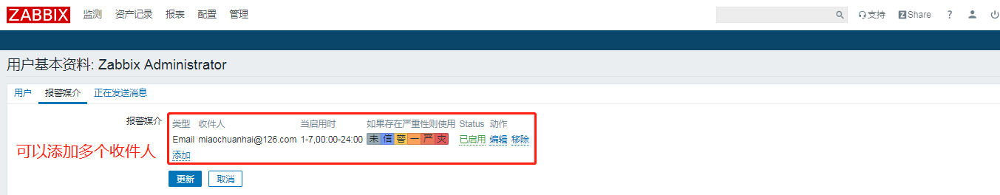 ZABBIX 监测 资产记录 报表 配置 管理 支持 Z Share ?
用户基本资料: Zabbix Administrator
用户 报警媒介 正在发送消息
报警媒介 类型 收件人 当启用时 如果存在严重性则使用 Status 动作
Email miaochuanhai@126.com 1-7,00:00-24:00 未 信 警 一 严 灾 已启用 编辑 移除
可以添加多个收件人 添加
更新 取消